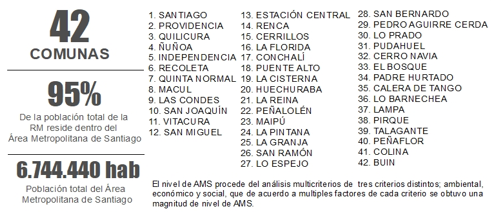 42
COMUNAS
95%
De la población total de la
RM reside dentro del
Área Metropolitana de Santiago
6.744.440 hab
Población total del Área
Metropolitana de Santiago
1. SANTIAGO
2. PROVIDENCIA
3. QUILICURA
4. ÑUÑOA
5. INDEPENDENCIA
6. RECOLETA
7. QUINTA NORMAL
8. MACUL
9. LAS CONDES
10. SAN JOAQUÍN
11. VITACURA
12. SAN MIGUEL
13. ESTACIÓN CENTRAL
14. RENCA
15. CERRILLOS
16. LA FLORIDA
17. CONCHALÍ
18. PUENTE ALTO
19. LA CISTERNA
20. HUECHURABA
21. LA REINA
22. PEÑALOLÉN
23. MAIPÚ
24. LA PINTANA
25. LA GRANJA
26. SAN RAMÓN
27. LO ESPEJO
28. SAN BERNARDO
29. PEDRO AGUIRRE CERDA
30. LO PRADO
31. PUDAHUEL
32. CERRO NAVIA
33. EL BOSQUE
34. PADRE HURTADO
35. CALERA DE TANGO
36. LO BARNECHEA
37. LAMPA
38. PIRQUE
39. TALAGANTE
40. PEÑAFLOR
41. COLINA
42. BUIN
El nivel de AMS procede del análisis multicriterios de tres criterios distintos; ambiental,
económico y social, que de acuerdo a multiples factores de cada criterio se obtuvo una
magnitud de nivel de AMS.